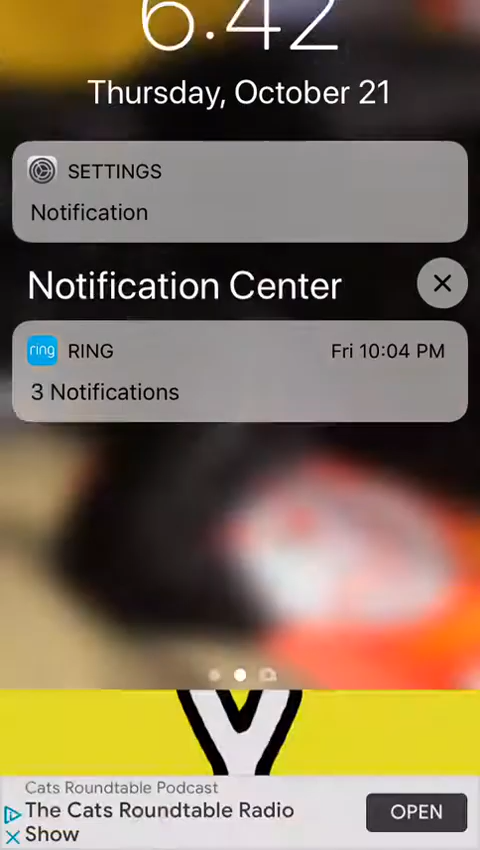 6:42
Thursday, October 21
SETTINGS
Notification
Notification Center
ring RING Fri 10:04 PM
3 Notifications
Cats Roundtable Podcast
The Cats Roundtable Radio
Show
OPEN